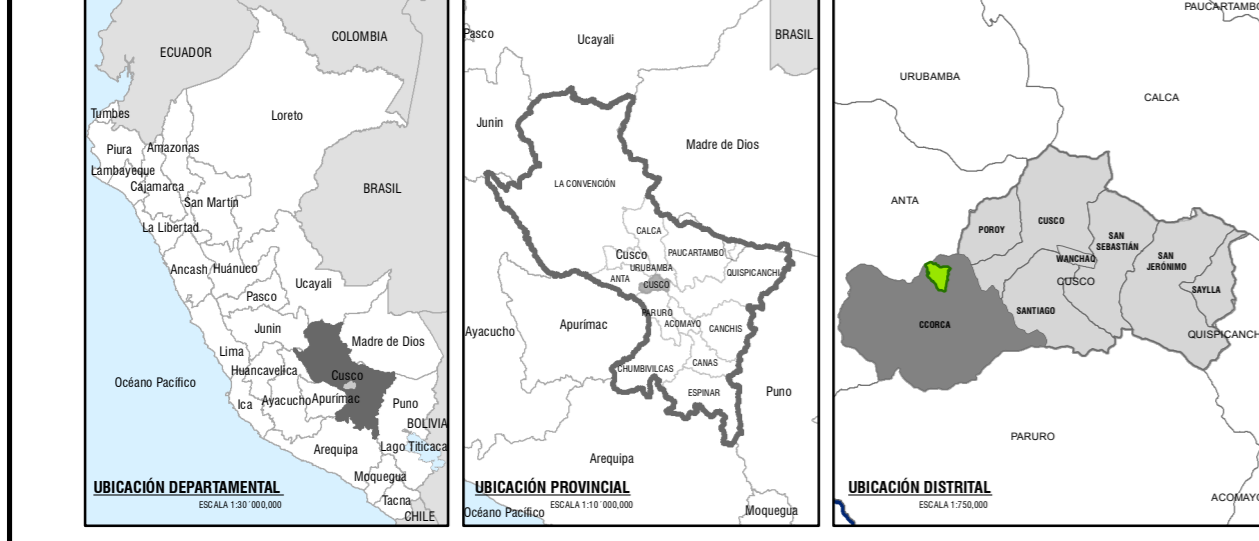 ECUADOR
COLOMBIA
Tumbes
Loreto
Piura
Amazonas
Lambayeque
Cajamarca
BRASIL
San Martín
La Libertad
Ancash
Huánuco
Ucayali
Pasco
Junin
Madre de Dios
Lima
Huancavelica
Cusco
Océano Pacífico
Ica
Ayacucho
Apurímac
Puno
BOLIVIA
Arequipa
Lago Titicaca
Moquegua
UBICACIÓN DEPARTAMENTAL
Tacna
ESCALA 1:30´000,000
CHILE
Pasco
Ucayali
BRASIL
Junin
Madre de Dios
LA CONVENCIÓN
CALCA
Cusco
PAUCARTAMBO
URUBAMBA
QUISPICANCHI
ANTA
CUSCO
PARURO
Ayacucho
Apurímac
ACOMAYO
CANCHIS
CHUMBIVILCAS
CANAS
ESPINAR
Puno
Arequipa
UBICACIÓN PROVINCIAL
ESCALA 1:10´000,000
Océano Pacífico
Moquegua
PAUCARTAMBO
URUBAMBA
CALCA
ANTA
POROY
CUSCO
SAN
SEBASTIÁN
WANCHAQ
SAN
JERÓNIMO
CUSCO
SAYLLA
CCORCA
SANTIAGO
QUISPICANCH
PARURO
UBICACIÓN DISTRITAL
ACOMAYO
ESCALA 1:750,000